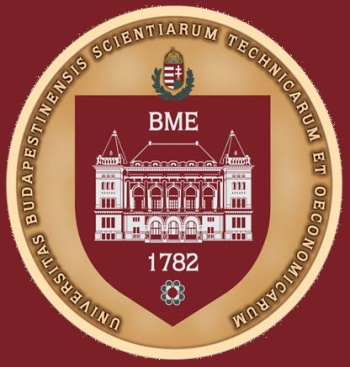 UNIVERSITAS BUDAPESTINENSIS SCIENTIARUM TECHNICARUM ET OECONOMICARUM
BME
1782